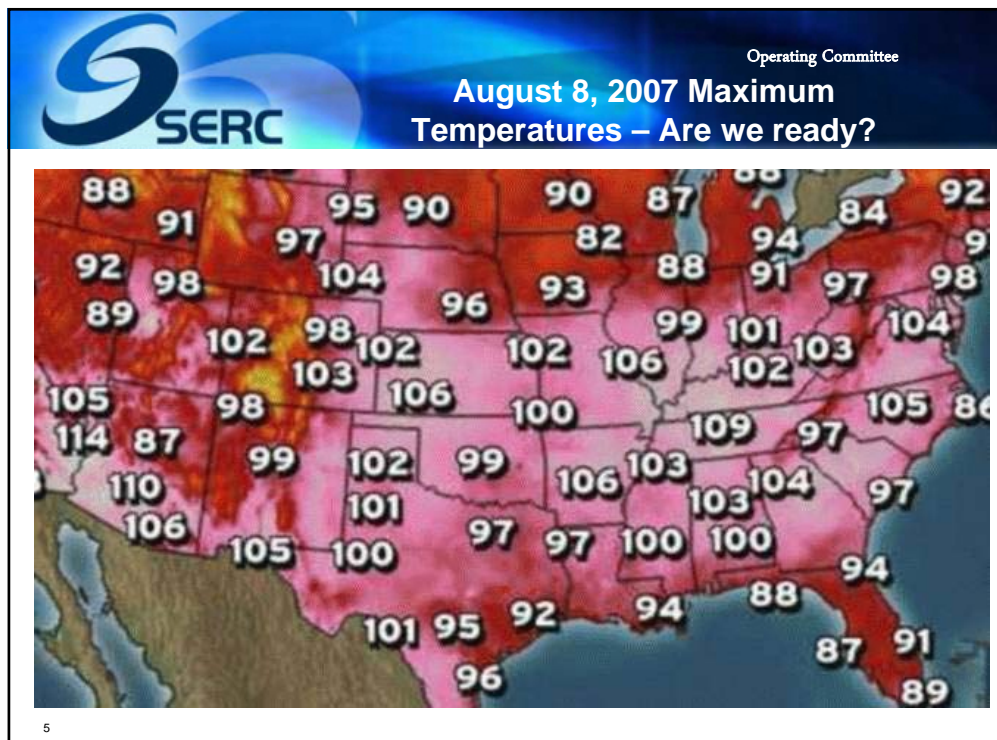 Operating Committee
SERC
August 8, 2007 Maximum
Temperatures – Are we ready?
88
88 91 95 90 90 87 84 92
97 82 94
92 98 104 96 93 88 91 97 98
89 102 98 102 102 99 101 103 104
103 106 106 102
105 98 100 105 86
114 87 99 102 99 109 97
110 101 106 103 103 104 97
106 97 97 100 100
105 100 94
101 95 92 94 88
96 87 91
89
5